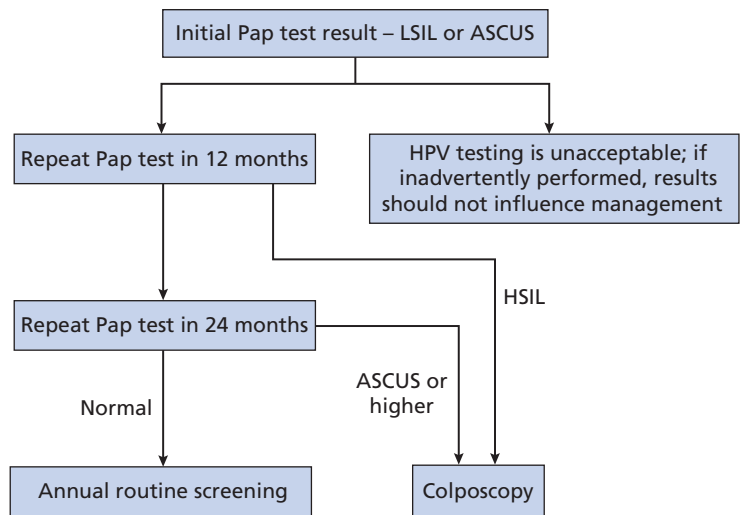 Initial Pap test result – LSIL or ASCUS
Repeat Pap test in 12 months
HPV testing is unacceptable; if
inadvertently performed, results
should not influence management
HSIL
Repeat Pap test in 24 months
Normal
ASCUS or
higher
Annual routine screening
Colposcopy